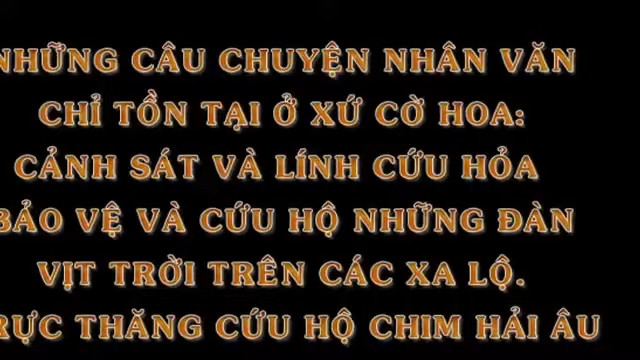 NHỮNG CÂU CHUYỆN NHÂN VĂN
CHỈ TỒN TẠI Ở XỨ CỜ HOA:
CẢNH SÁT VÀ LÍNH CỨU HỎA
BẢO VỆ VÀ CỨU HỘ NHỮNG ĐÀN
VỊT TRỜI TRÊN CÁC XA LỘ.
TRỰC THĂNG CỨU HỘ CHIM HẢI ÂU